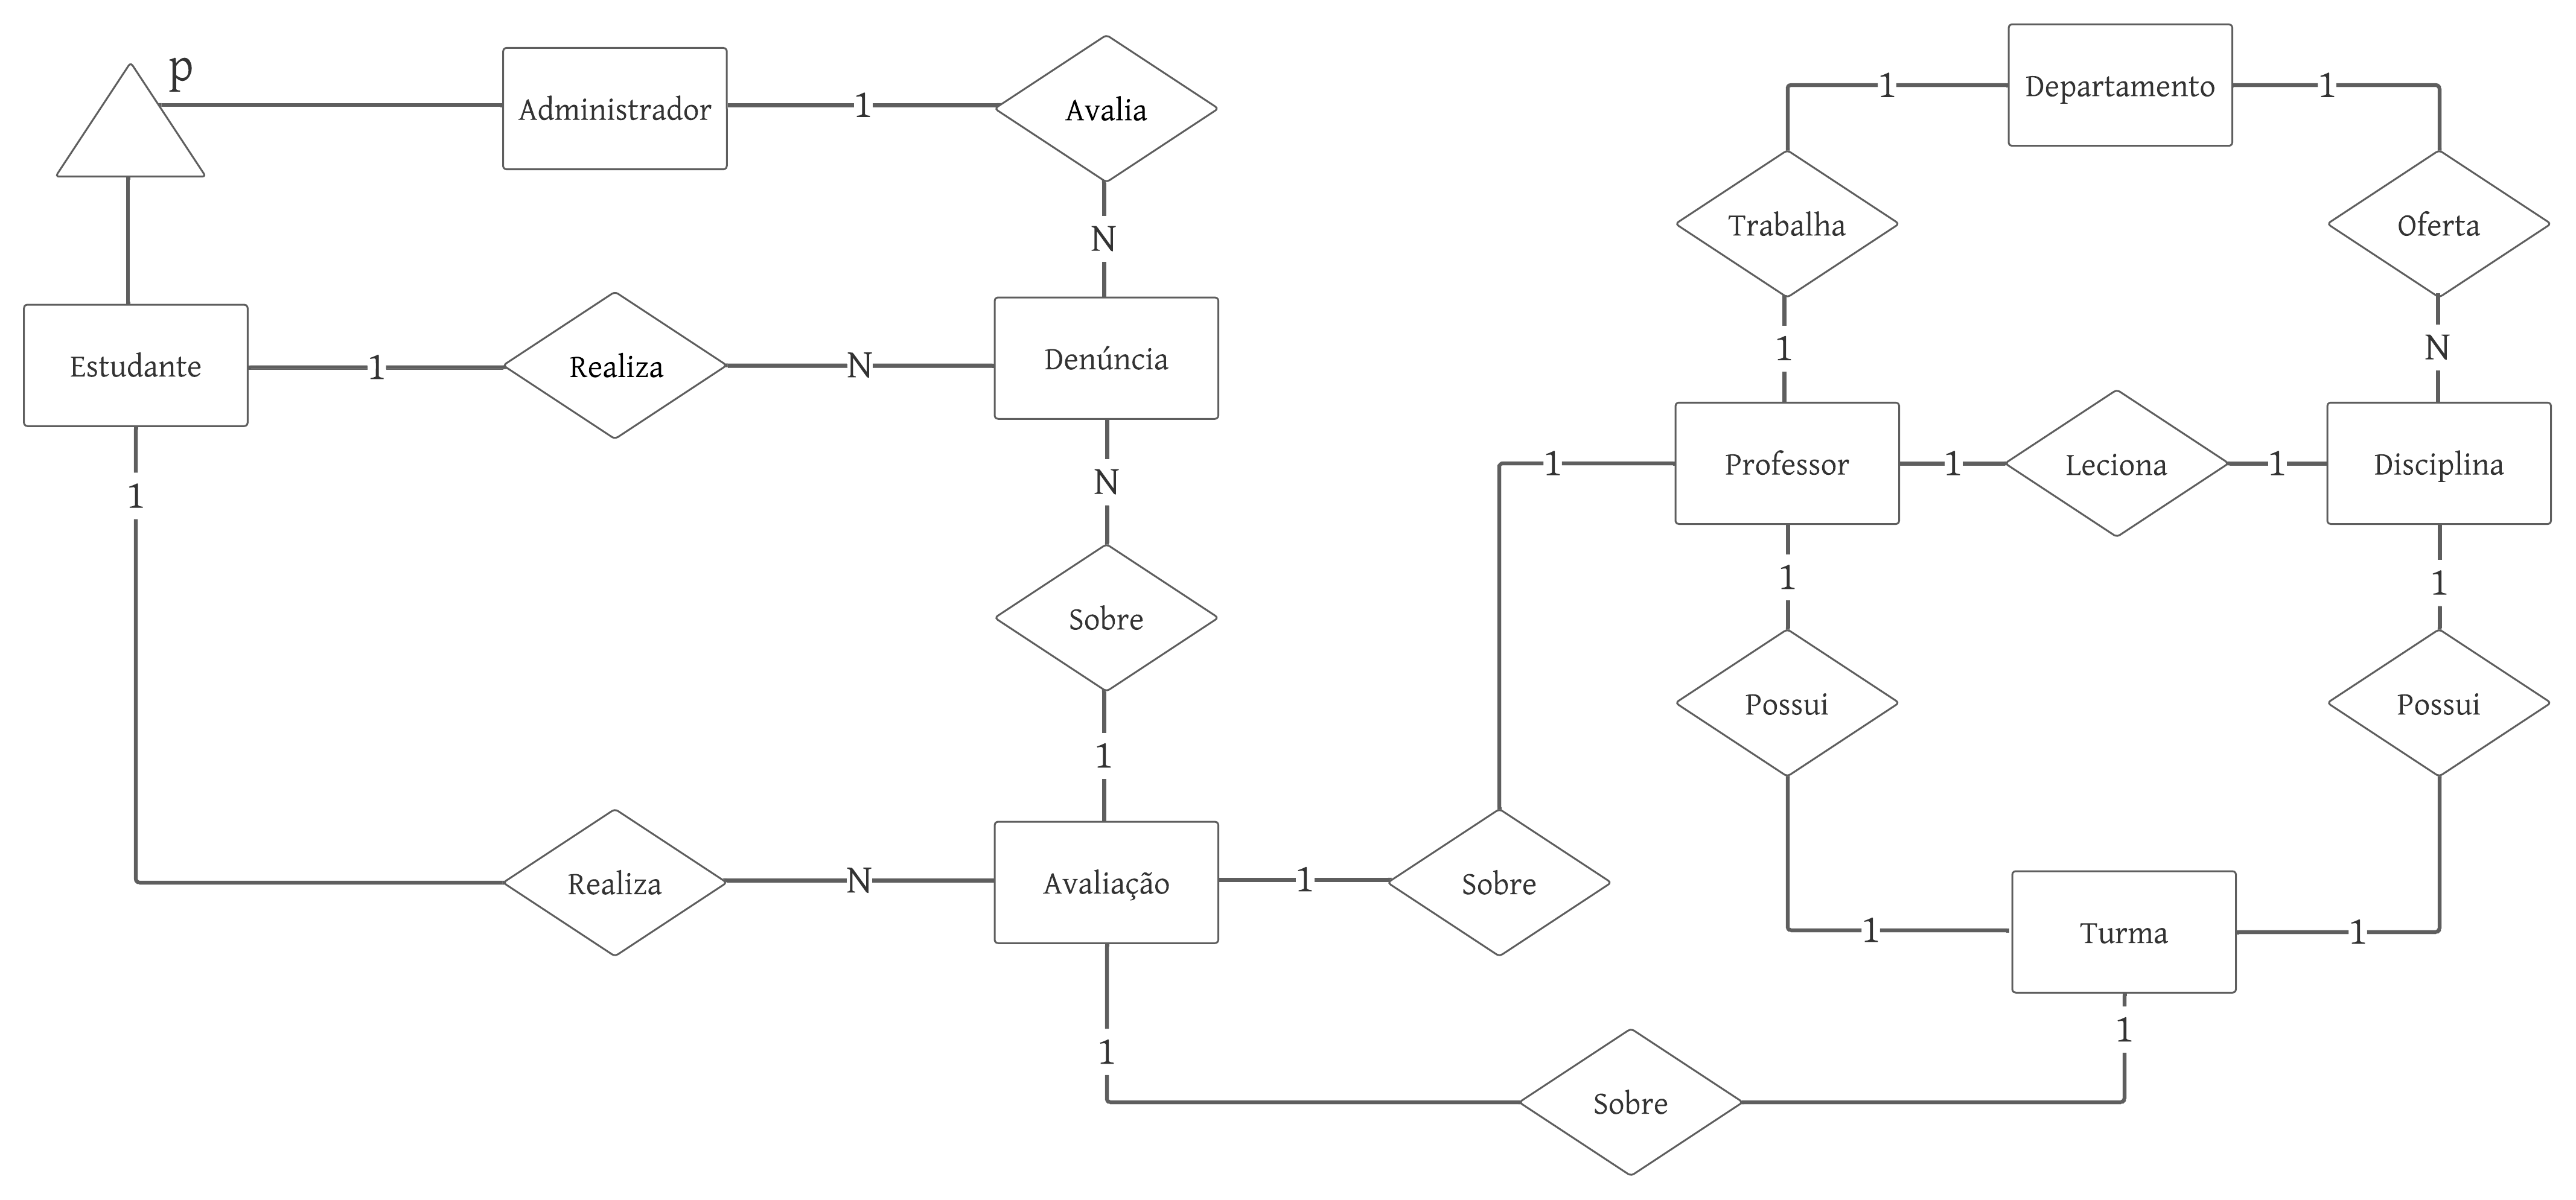 p
Administrador
1
Avalia
1
Departamento
1
Trabalha
Oferta
N
Estudante
1
Realiza
N
Denúncia
1
N
1
Professor
1
Leciona
1
Disciplina
1
N
1
1
Sobre
Possui
Possui
1
Realiza
N
Avaliação
1
Sobre
1
Turma
1
1
1
Sobre